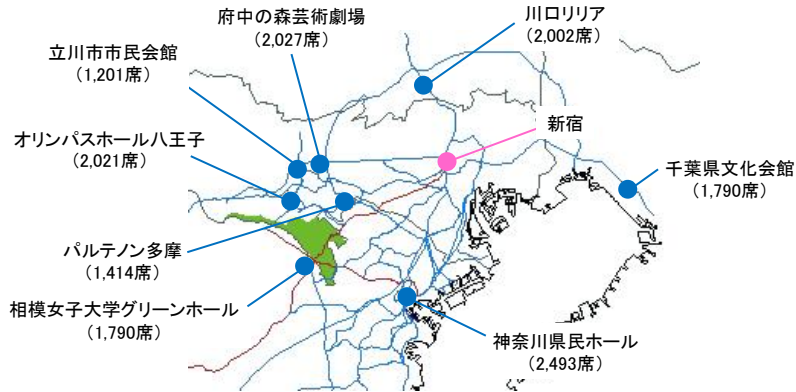 府中の森芸術劇場
(2,027席)
川口リリア
(2,002席)
立川市市民会館
(1,201席)
新宿
オリンパスホール八王子
(2,021席)
千葉県文化会館
(1,790席)
パルテノン多摩
(1,414席)
相模女子大学グリーンホール
(1,790席)
神奈川県民ホール
(2,493席)